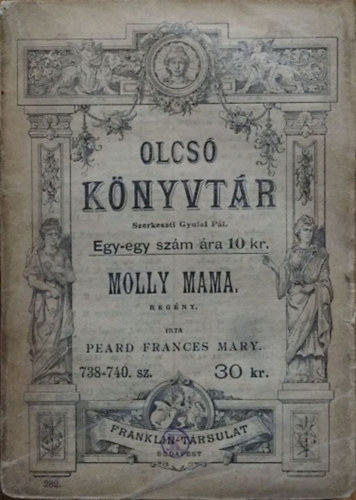 OLCSÓ
KÖNYVTÁR
Szerkeszti Gyulai Pál.
Egy-egy szám ára 10 kr.
MOLLY MAMA.
REGÉNY.
IRTA
PEARD FRANCES MARY.
738-740. sz. 30 kr.
FRANKLIN-TÁRSULAT
BUDAPEST